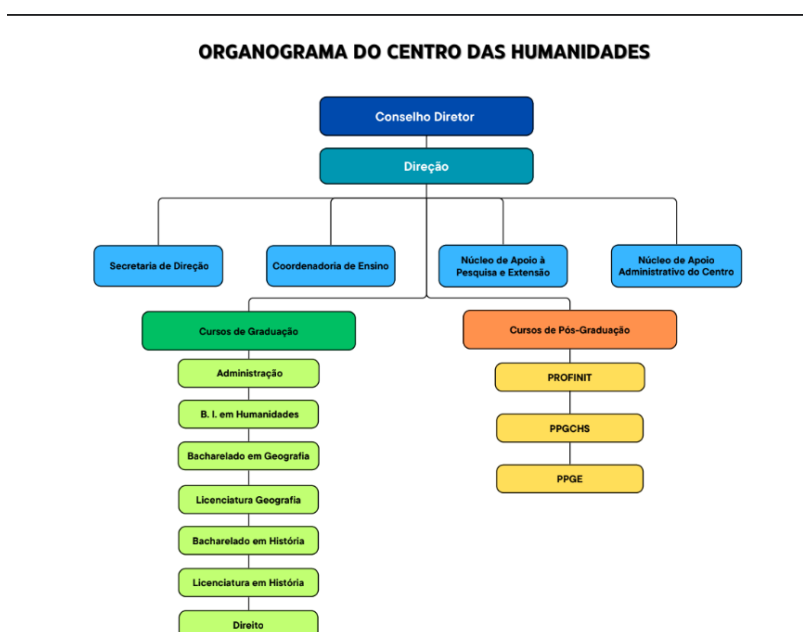 ORGANOGRAMA DO CENTRO DAS HUMANIDADES
Conselho Diretor
Direção
Secretaria de Direção
Coordenadoria de Ensino
Núcleo de Apoio à
Pesquisa e Extensão
Núcleo de Apoio
Administrativo do Centro
Cursos de Graduação
Administração
B. I. em Humanidades
Bacharelado em Geografia
Licenciatura Geografia
Bacharelado em História
Licenciatura em História
Direito
Cursos de Pós-Graduação
PROFINIT
PPGCHS
PPGE